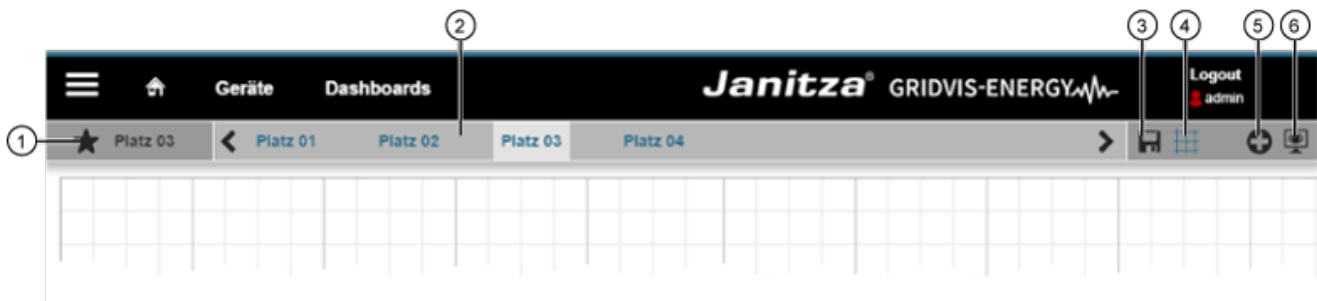 2 3 4 5 6
Geräte Dashboards Janitza® GRIDVIS-ENERGY Logout
admin
1 Platz 03 Platz 01 Platz 02 Platz 03 Platz 04